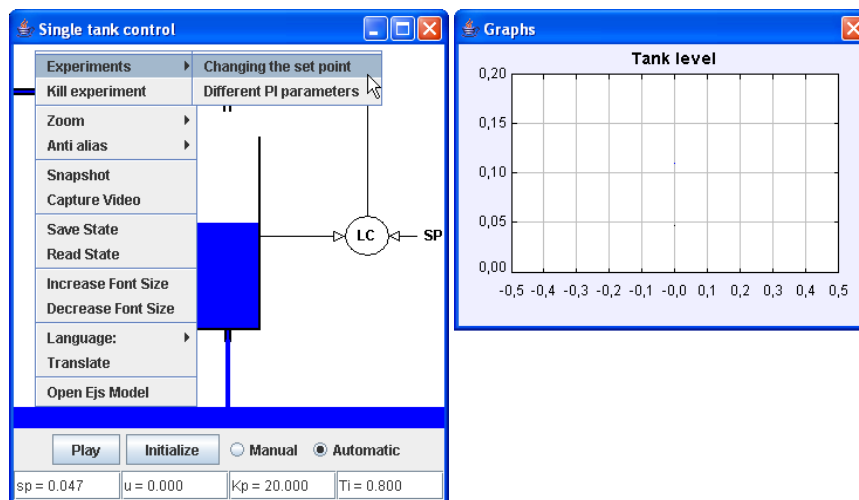 Single tank control
Experiments
Changing the set point
Kill experiment
Different PI parameters
Zoom
Anti alias
Snapshot
Capture Video
Save State
Read State
Increase Font Size
Decrease Font Size
Language:
Translate
Open Ejs Model
LC
SP
Play
Initialize
Manual
Automatic
sp = 0.047
u = 0.000
Kp = 20.000
Ti = 0.800
Graphs
Tank level
0,20
0,15
0,10
0,05
0,00
-0,5 -0,4 -0,3 -0,2 -0,1 -0,0 0,1 0,2 0,3 0,4 0,5